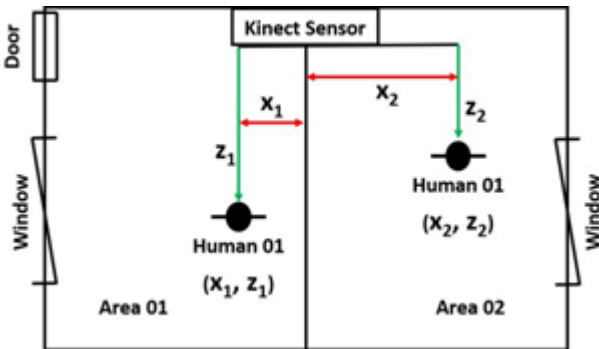 Kinect Sensor
Door
x₁
x₂
z₁
z₂
Window
Window
Human 01
(x₂, z₂)
Human 01
(x₁, z₁)
Area 01
Area 02